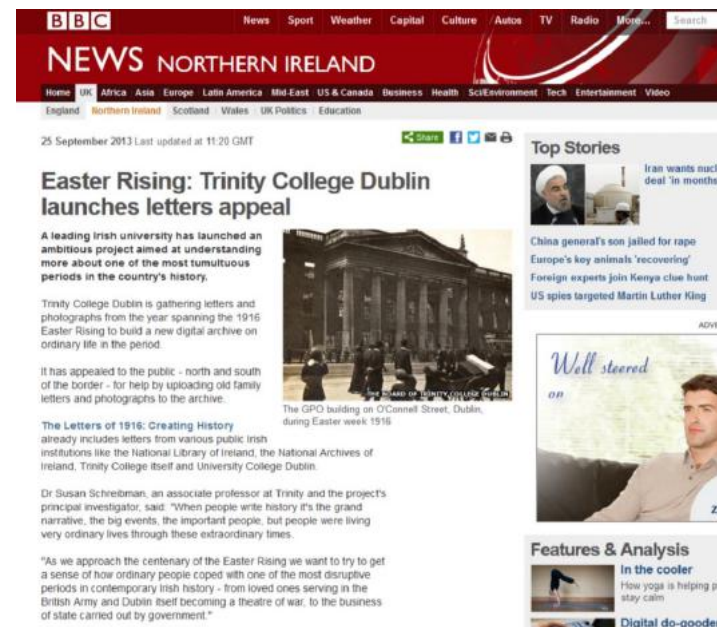 BBC
News Sport Weather Capital Culture Autos TV Radio More... Search
NEWS NORTHERN IRELAND
Home UK Africa Asia Europe Latin America Mid-East US & Canada Business Health Sci/Environment Tech Entertainment Video
England Northern Ireland Scotland Wales UK Politics Education
25 September 2013 Last updated at 11:20 GMT
Share
Easter Rising: Trinity College Dublin
launches letters appeal
A leading Irish university has launched an
ambitious project aimed at understanding
more about one of the most tumultuous
periods in the country's history.
Trinity College Dublin is gathering letters and
photographs from the year spanning the 1916
Easter Rising to build a new digital archive on
ordinary life in the period.
It has appealed to the public - north and south
of the border - for help by uploading old family
letters and photographs to the archive.
THE BOARD OF TRINITY COLLEGE DUBLIN
The GPO building on O'Connell Street, Dublin,
during Easter week 1916
The Letters of 1916: Creating History
already includes letters from various public Irish
institutions like the National Library of Ireland, the National Archives of
Ireland, Trinity College itself and University College Dublin.
Dr Susan Schreibman, an associate professor at Trinity and the project's
principal investigator, said: "When people write history it's the grand
narrative, the big events, the important people, but people were living
very ordinary lives through these extraordinary times.
"As we approach the centenary of the Easter Rising we want to try to get
a sense of how ordinary people coped with one of the most disruptive
periods in contemporary Irish history - from loved ones serving in the
British Army and Dublin itself becoming a theatre of war, to the business
of state carried out by government."
Top Stories
Iran wants nucl
deal 'in months
China general's son jailed for rape
Europe's key animals 'recovering'
Foreign experts join Kenya clue hunt
US spies targeted Martin Luther King
ADVE
Well steered
on
Z
Features & Analysis
In the cooler
How yoga is helping p
stay calm
Digital do-gooder